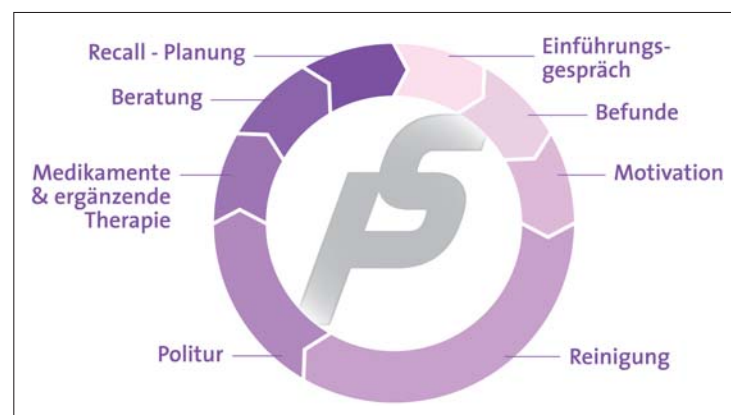 Einführungs-
gespräch
Befunde
Motivation
Reinigung
Politur
Medikamente
& ergänzende
Therapie
Beratung
Recall - Planung
PS